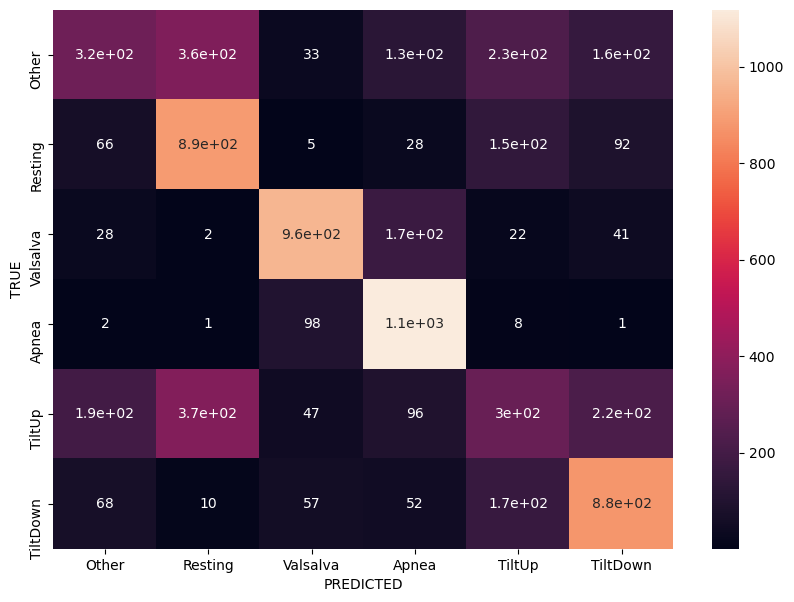 TRUE
Other 3.2e+02 3.6e+02 33 1.3e+02 2.3e+02 1.6e+02
Resting 66 8.9e+02 5 28 1.5e+02 92
Valsalva 28 2 9.6e+02 1.7e+02 22 41
Apnea 2 1 98 1.1e+03 8 1
TiltUp 1.9e+02 3.7e+02 47 96 3e+02 2.2e+02
TiltDown 68 10 57 52 1.7e+02 8.8e+02
Other Resting Valsalva Apnea TiltUp TiltDown
PREDICTED
1000
800
600
400
200